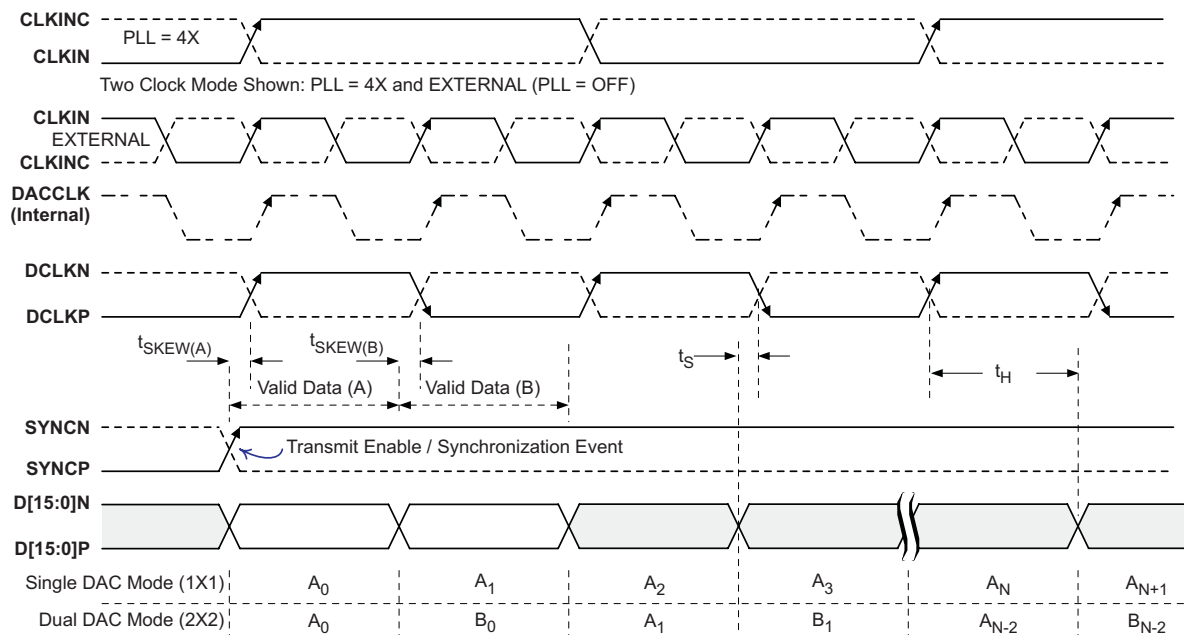 CLKINC
PLL = 4X
CLKIN
Two Clock Mode Shown: PLL = 4X and EXTERNAL (PLL = OFF)
CLKIN
EXTERNAL
CLKINC
DACCLK
(Internal)
DCLKN
DCLKP
tSKEW(A)
tSKEW(B)
tS
tH
Valid Data (A)
Valid Data (B)
SYNCN
Transmit Enable / Synchronization Event
SYNCP
D[15:0]N
D[15:0]P
Single DAC Mode (1X1) A0 A1 A2 A3 AN AN+1
Dual DAC Mode (2X2) A0 B0 A1 B1 AN-2 BN-2